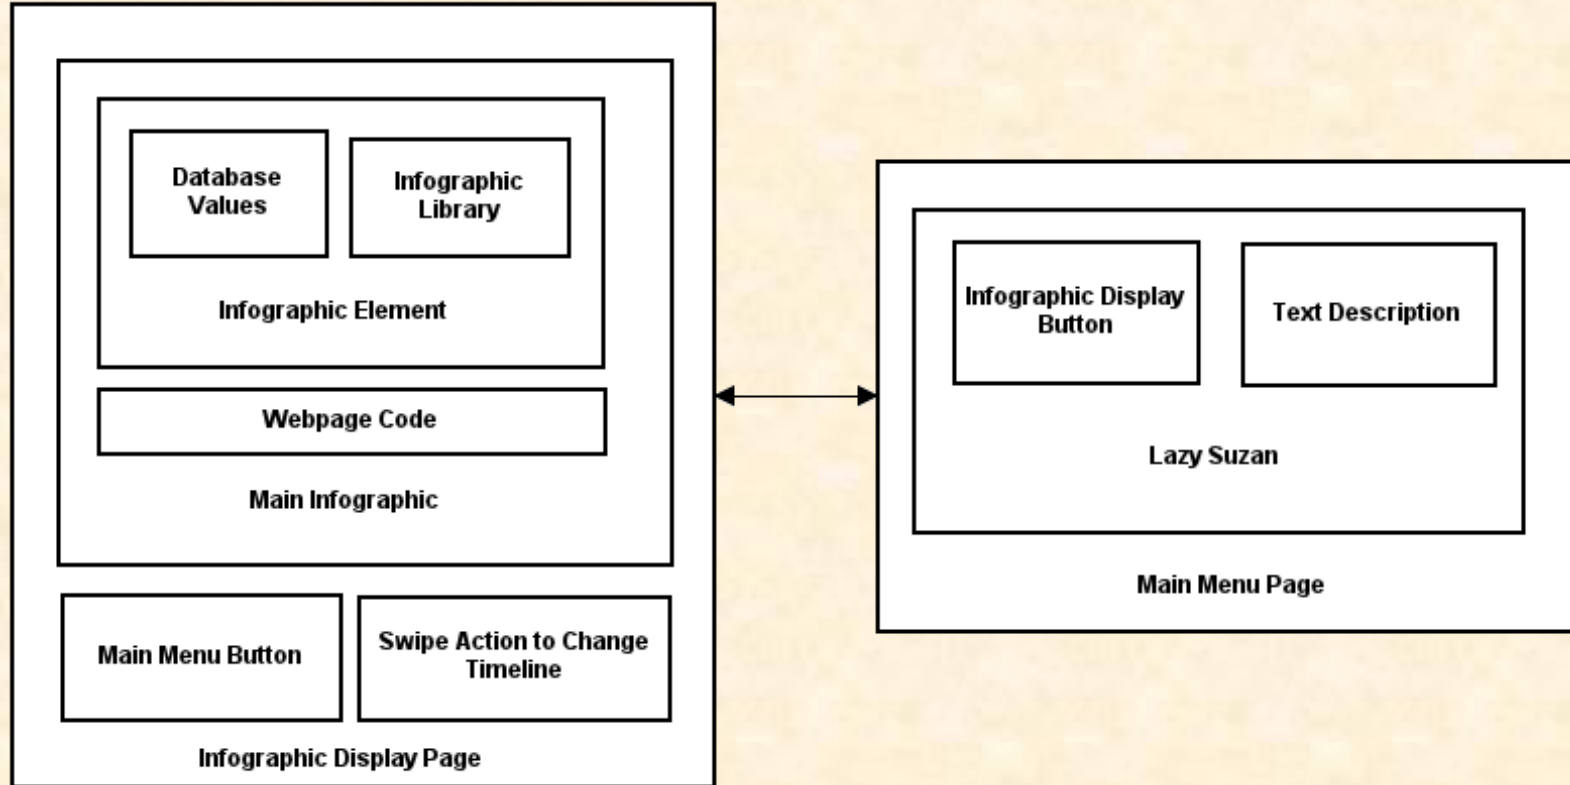 Database
Values
Infographic
Library
Infographic Element
Webpage Code
Main Infographic
Main Menu Button
Swipe Action to Change
Timeline
Infographic Display Page
Infographic Display
Button
Text Description
Lazy Suzan
Main Menu Page